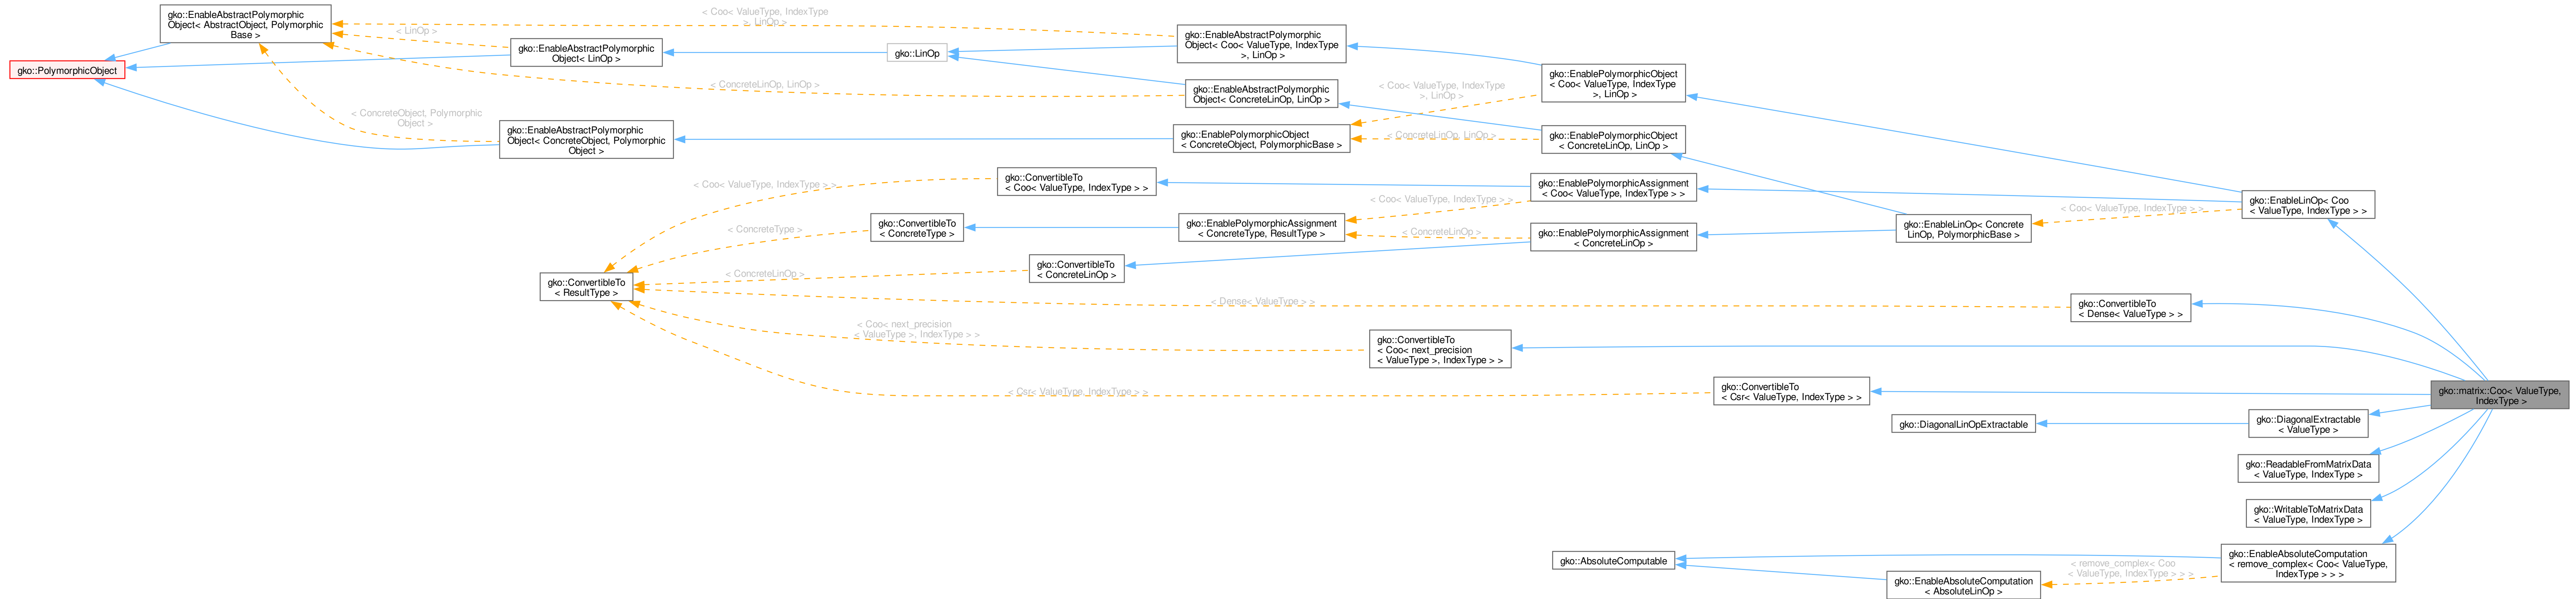 gko::EnableAbstractPolymorphic
Object< AbstractObject, Polymorphic
Base >
gko::PolymorphicObject
< Coo< ValueType, IndexType
>, LinOp >
< LinOp >
gko::EnableAbstractPolymorphic
Object< LinOp >
gko::LinOp
gko::EnableAbstractPolymorphic
Object< Coo< ValueType, IndexType
>, LinOp >
< ConcreteLinOp, LinOp >
gko::EnableAbstractPolymorphic
Object< ConcreteLinOp, LinOp >
< Coo< ValueType, IndexType
>, LinOp >
gko::EnablePolymorphicObject
< Coo< ValueType, IndexType
>, LinOp >
< ConcreteObject, Polymorphic
Object >
gko::EnableAbstractPolymorphic
Object< ConcreteObject, Polymorphic
Object >
gko::EnablePolymorphicObject
< ConcreteObject, PolymorphicBase >
< ConcreteLinOp, LinOp >
gko::EnablePolymorphicObject
< ConcreteLinOp, LinOp >
< Coo< ValueType, IndexType > >
gko::ConvertibleTo
< Coo< ValueType, IndexType > >
gko::EnablePolymorphicAssignment
< Coo< ValueType, IndexType > >
< Coo< ValueType, IndexType > >
< ConcreteType >
gko::ConvertibleTo
< ConcreteType >
gko::EnablePolymorphicAssignment
< ConcreteType, ResultType >
< ConcreteLinOp >
gko::EnablePolymorphicAssignment
< ConcreteLinOp >
gko::EnableLinOp< Concrete
LinOp, PolymorphicBase >
< Coo< ValueType, IndexType > >
gko::EnableLinOp< Coo
< ValueType, IndexType > >
< ConcreteLinOp >
gko::ConvertibleTo
< ConcreteLinOp >
gko::ConvertibleTo
< ResultType >
< Dense< ValueType > >
gko::ConvertibleTo
< Dense< ValueType > >
< Coo< next_precision
< ValueType >, IndexType > >
gko::ConvertibleTo
< Coo< next_precision
< ValueType >, IndexType > >
< Csr< ValueType, IndexType > >
gko::ConvertibleTo
< Csr< ValueType, IndexType > >
gko::matrix::Coo< ValueType,
IndexType >
gko::DiagonalLinOpExtractable
gko::DiagonalExtractable
< ValueType >
gko::ReadableFromMatrixData
< ValueType, IndexType >
gko::WritableToMatrixData
< ValueType, IndexType >
gko::AbsoluteComputable
gko::EnableAbsoluteComputation
< AbsoluteLinOp >
< remove_complex< Coo
< ValueType, IndexType > > >
gko::EnableAbsoluteComputation
< remove_complex< Coo< ValueType,
IndexType > > >